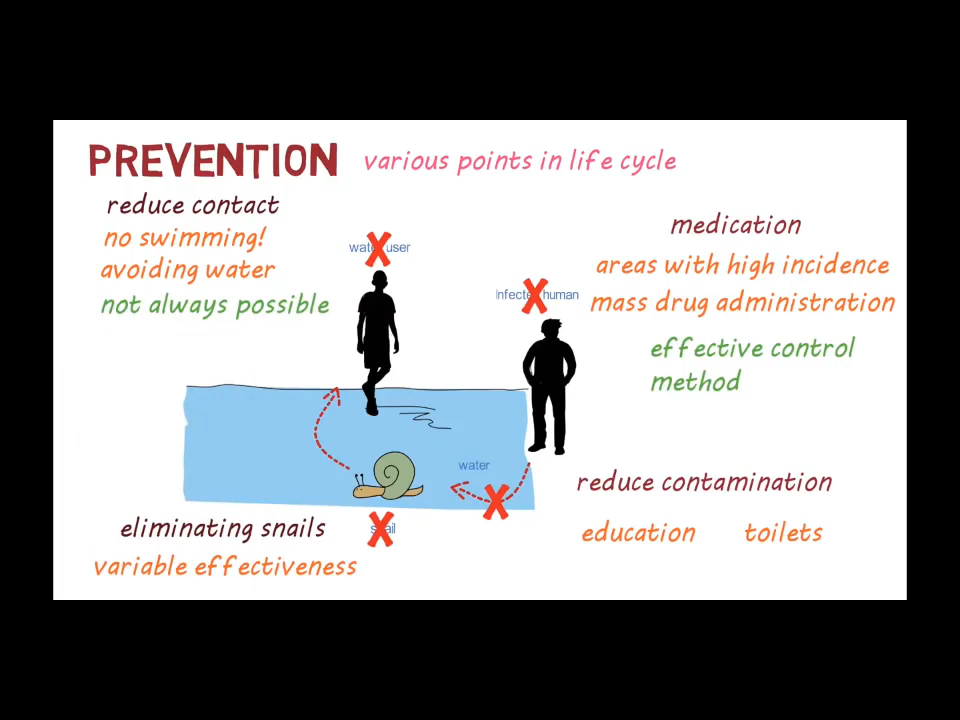 PREVENTION various points in life cycle
reduce contact
no swimming!
avoiding water
not always possible
water user
medication
areas with high incidence
Infected human
mass drug administration
effective control
method
water
reduce contamination
eliminating snails
snail
education toilets
variable effectiveness